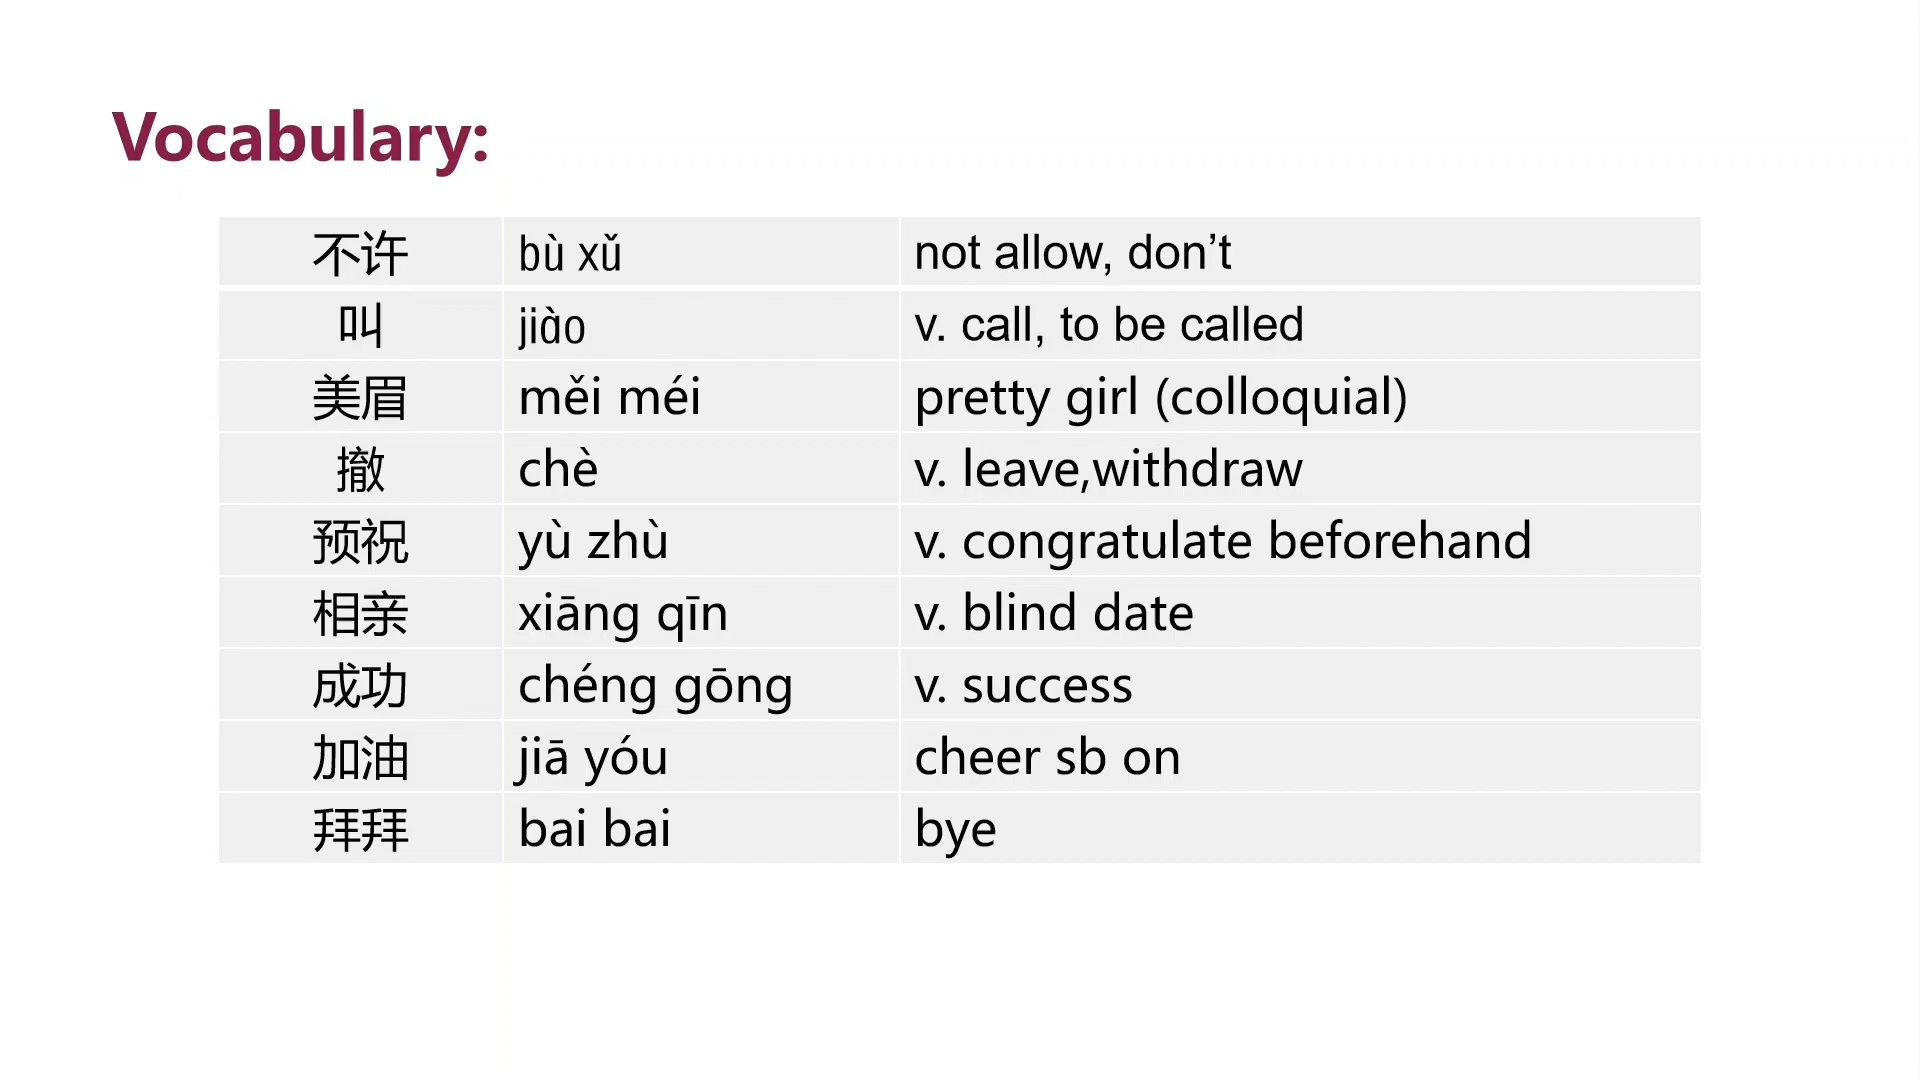 Vocabulary:
不许 bù xǔ not allow, don’t
叫 jiào v. call, to be called
美眉 měi méi pretty girl (colloquial)
撤 chè v. leave,withdraw
预祝 yù zhù v. congratulate beforehand
相亲 xiāng qīn v. blind date
成功 chéng gōng v. success
加油 jiā yóu cheer sb on
拜拜 bai bai bye